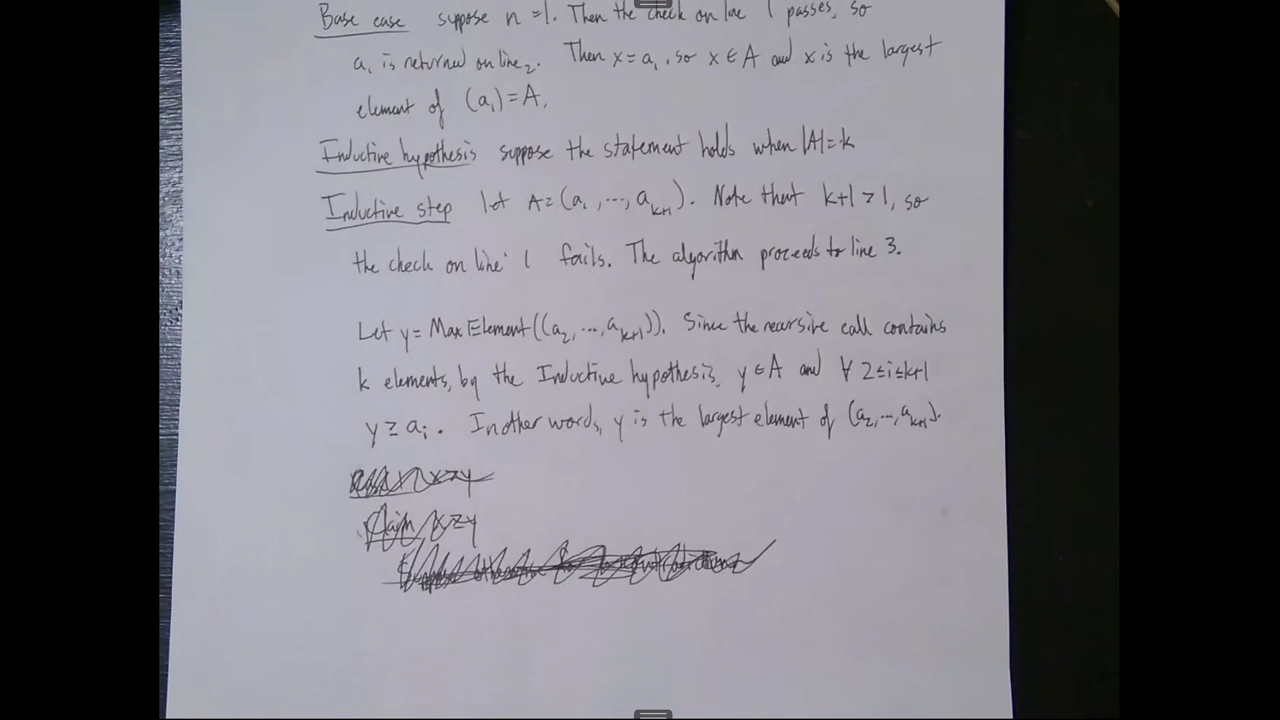 Base case suppose n=1. Then the check on line 1 passes, so
a₁ is returned on line 2. Then x=a₁, so x∈A and x is the largest
element of (a₁)=A.
Inductive hypothesis suppose the statement holds when |A|=k
Inductive step let A=(a₁,...,aₖ₊₁). Note that k+1>1, so
the check on line 1 fails. The algorithm proceeds to line 3.
Let y=MaxElement((a₂,...,aₖ₊₁)). Since the recursive call contains
k elements, by the Inductive hypothesis, y∈A and ∀ 2≤i≤k+1
y≥aᵢ. In other words, y is the largest element of (a₂,...,aₖ₊₁).
x≥y
Claim x≥y